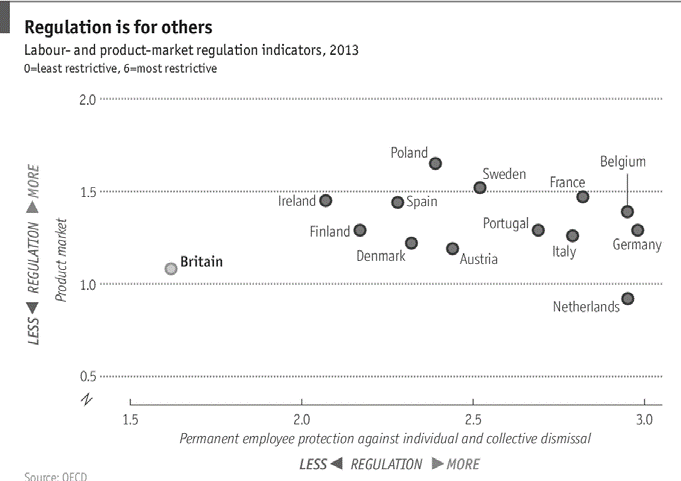 Regulation is for others
Labour- and product-market regulation indicators, 2013
0=least restrictive, 6=most restrictive
2.0
Poland
Belgium
Sweden
France
1.5
Ireland
Spain
Finland
Portugal
Denmark
Italy
Germany
Austria
Britain
1.0
Netherlands
0.5
LESS ◀ REGULATION ▶ MORE
Product market
1.5
2.0
2.5
3.0
Permanent employee protection against individual and collective dismissal
LESS ◀ REGULATION ▶ MORE
Source: OECD